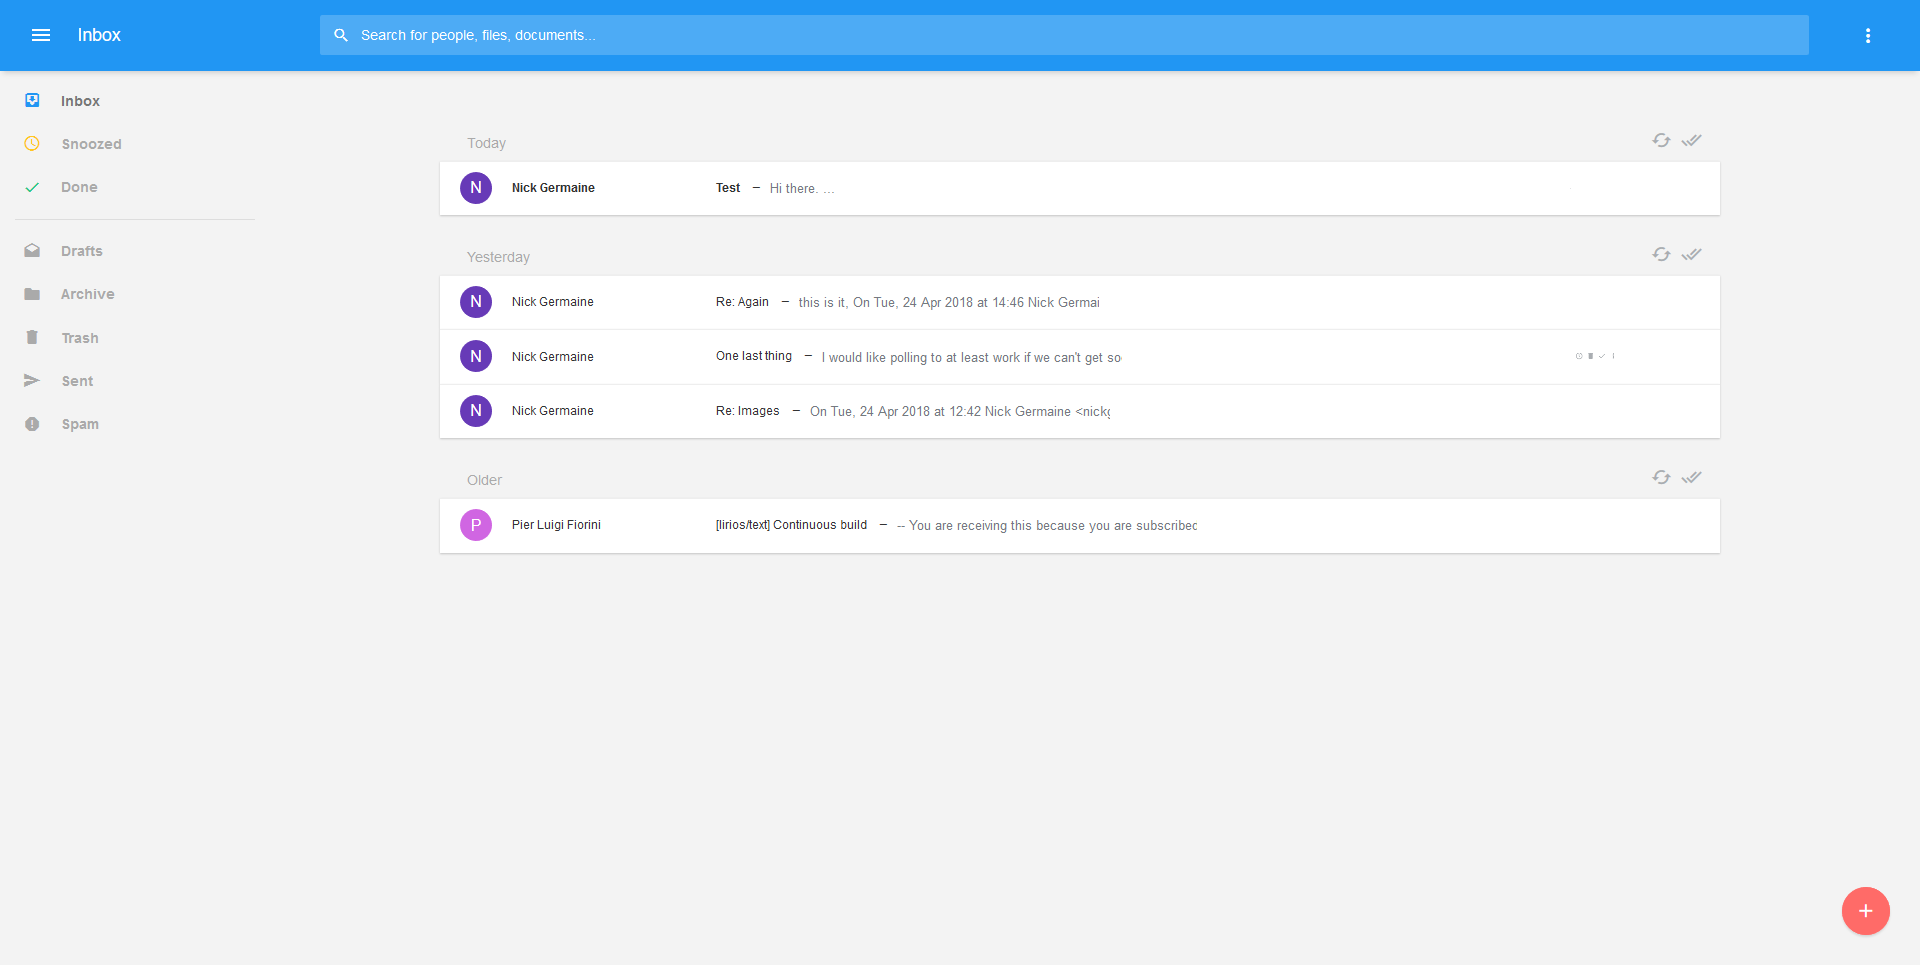 Inbox
Search for people, files, documents...
Inbox
Snoozed
Done
Drafts
Archive
Trash
Sent
Spam
Today
N Nick Germaine Test – Hi there. ...
Yesterday
N Nick Germaine Re: Again – this is it, On Tue, 24 Apr 2018 at 14:46 Nick Germai
N Nick Germaine One last thing – I would like polling to at least work if we can't get so
N Nick Germaine Re: Images – On Tue, 24 Apr 2018 at 12:42 Nick Germaine <nick
Older
P Pier Luigi Fiorini [lirios/text] Continuous build – -- You are receiving this because you are subscribed